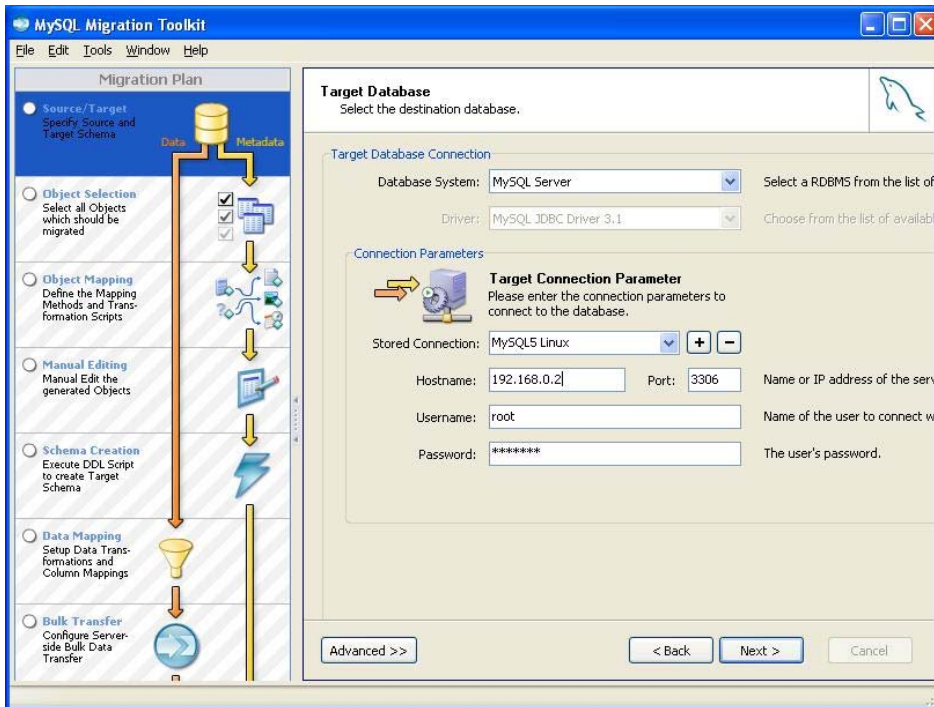 MySQL Migration Toolkit
File Edit Tools Window Help
Migration Plan
Source/Target
Specify Source and
Target Schema
Data
Metadata
Object Selection
Select all Objects
which should be
migrated
Object Mapping
Define the Mapping
Methods and Trans-
formation Scripts
Manual Editing
Manual Edit the
generated Objects
Schema Creation
Execute DDL Script
to create Target
Schema
Data Mapping
Setup Data Trans-
formations and
Column Mappings
Bulk Transfer
Configure Server-
side Bulk Data
Transfer
Target Database
Select the destination database.
Target Database Connection
Database System: MySQL Server Select a RDBMS from the list of
Driver: MySQL JDBC Driver 3.1 Choose from the list of availabl
Connection Parameters
Target Connection Parameter
Please enter the connection parameters to
connect to the database.
Stored Connection: MySQL5 Linux + −
Hostname: 192.168.0.2 Port: 3306 Name or IP address of the serv
Username: root Name of the user to connect w
Password: ******* The user's password.
Advanced >> < Back Next > Cancel